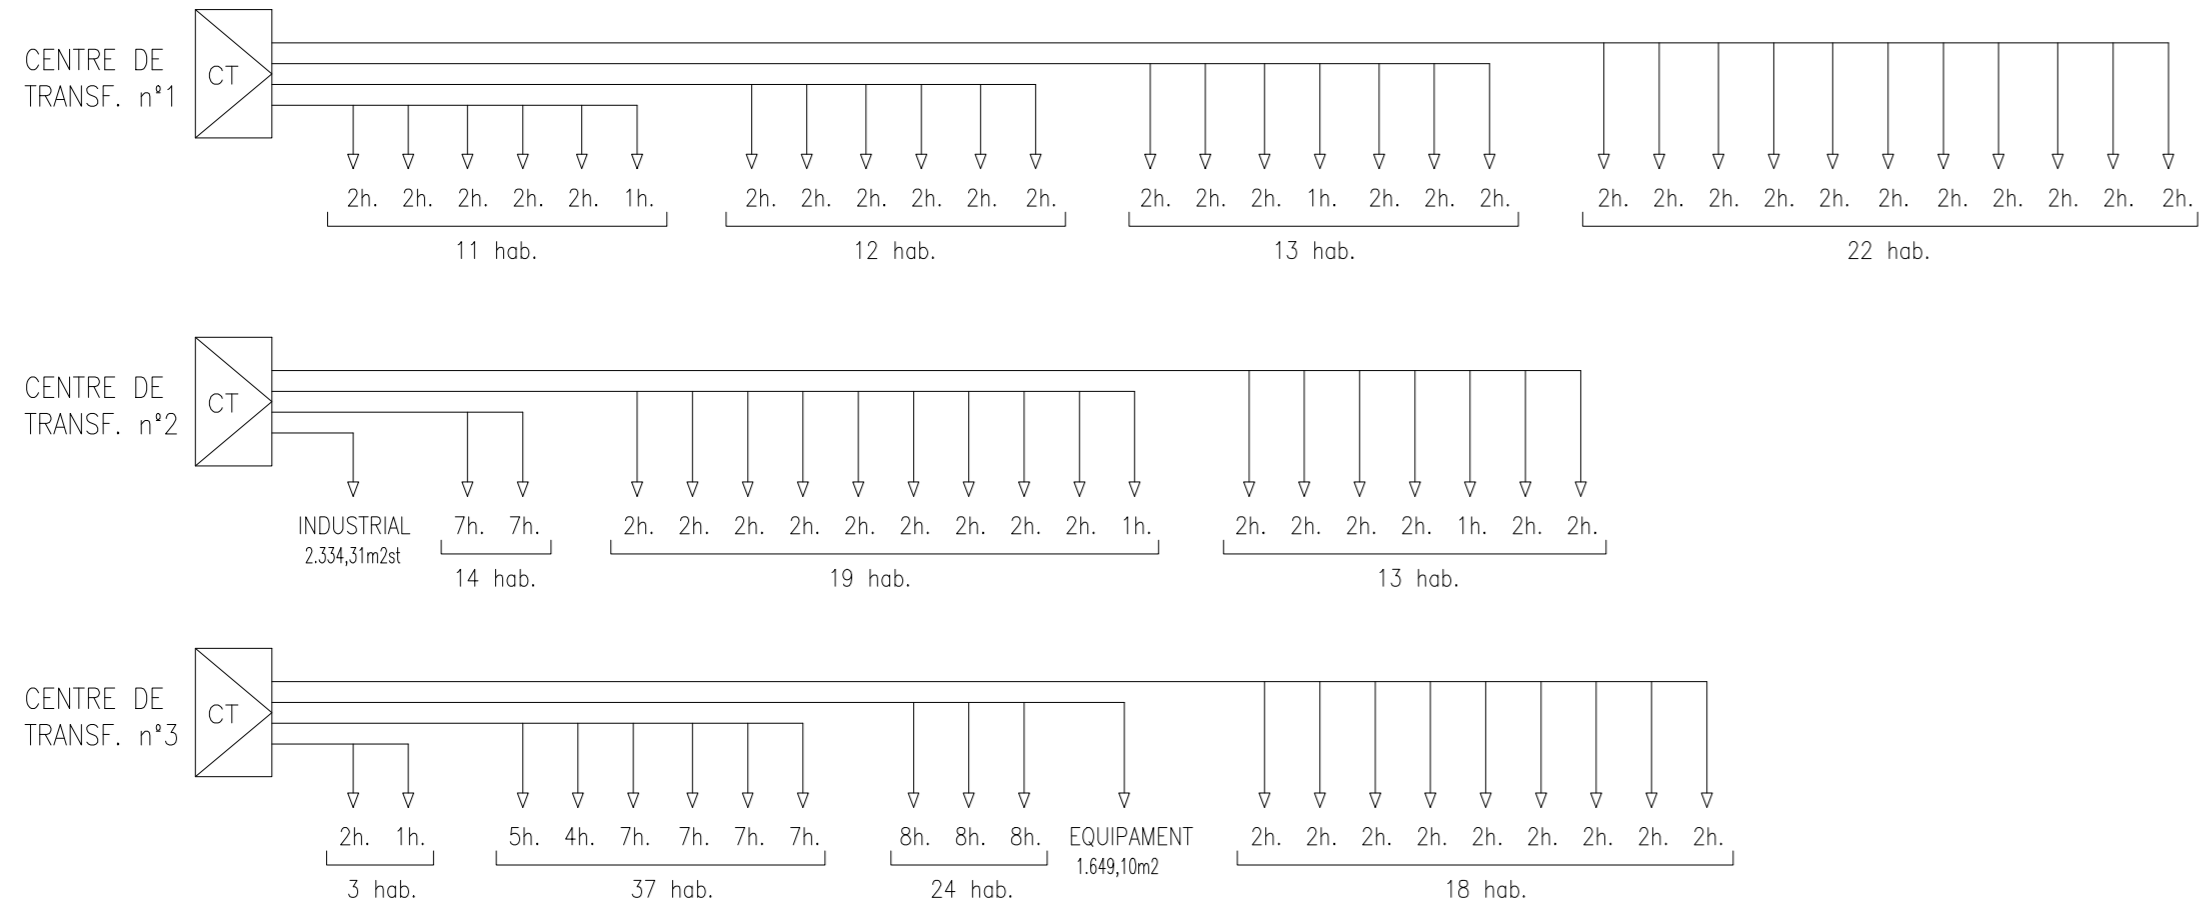 CENTRE DE
TRANSF. nº1
CT
2h. 2h. 2h. 2h. 2h. 1h. 2h. 2h. 2h. 2h. 2h. 2h. 2h. 2h. 2h. 1h. 2h. 2h. 2h. 2h. 2h. 2h. 2h. 2h. 2h. 2h. 2h. 2h. 2h. 2h.
11 hab. 12 hab. 13 hab. 22 hab.
CENTRE DE
TRANSF. nº2
CT
INDUSTRIAL 7h. 7h. 2h. 2h. 2h. 2h. 2h. 2h. 2h. 2h. 2h. 1h. 2h. 2h. 2h. 2h. 1h. 2h. 2h.
2.334,31m2st
14 hab. 19 hab. 13 hab.
CENTRE DE
TRANSF. nº3
CT
2h. 1h. 5h. 4h. 7h. 7h. 7h. 7h. 8h. 8h. 8h. EQUIPAMENT 2h. 2h. 2h. 2h. 2h. 2h. 2h. 2h. 2h.
1.649,10m2
3 hab. 37 hab. 24 hab. 18 hab.